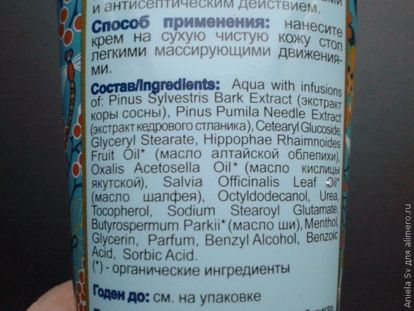 и антисептическим действием.
Способ применения: нанесите
крем на сухую чистую кожу стоп
легкими массирующими движения-
ми.
Состав/Ingredients: Aqua with infusions
of: Pinus Sylvestris Bark Extract (экстракт
коры сосны), Pinus Pumila Needle Extract
(экстракт кедрового стланика), Cetearyl Glucoside,
Glyceryl Stearate, Hippophae Rhaimnoides
Fruit Oil* (масло алтайской облепихи),
Oxalis Acetosella Oil* (масло кислицы
якутской), Salvia Officinalis Leaf Oil*
(масло шалфея), Octyldodecanol, Urea,
Tocopherol, Sodium Stearoyl Glutamate,
Butyrospermum Parkii* (масло ши), Menthol,
Glycerin, Parfum, Benzyl Alcohol, Benzoic
Acid, Sorbic Acid.
(*) - органические ингредиенты
Годен до: см. на упаковке
Aniela Sv для alimero.ru